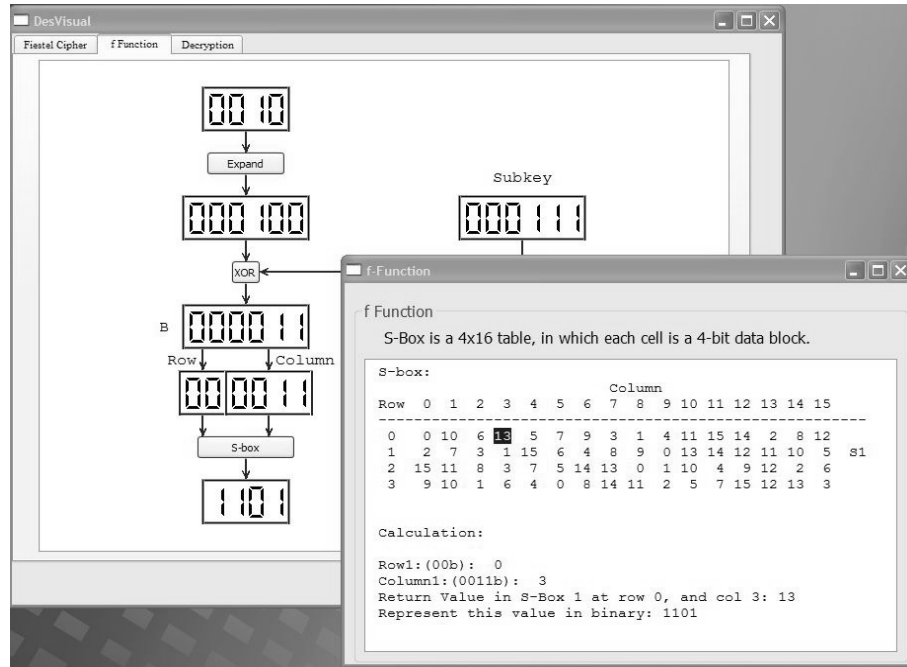 DesVisual
Fiestel Cipher f Function Decryption
0010
Expand
Subkey
000100 000111
XOR
B 000011
Row Column
00 0011
S-box
1101
f-Function
f Function
S-Box is a 4x16 table, in which each cell is a 4-bit data block.
S-box:
Column
Row 0 1 2 3 4 5 6 7 8 9 10 11 12 13 14 15
0 0 10 6 13 5 7 9 3 1 4 11 15 14 2 8 12
1 2 7 3 1 15 6 4 8 9 0 13 14 12 11 10 5 S1
2 15 11 8 3 7 5 14 13 0 1 10 4 9 12 2 6
3 9 10 1 6 4 0 8 14 11 2 5 7 15 12 13 3
Calculation:
Row1:(00b): 0
Column1:(0011b): 3
Return Value in S-Box 1 at row 0, and col 3: 13
Represent this value in binary: 1101